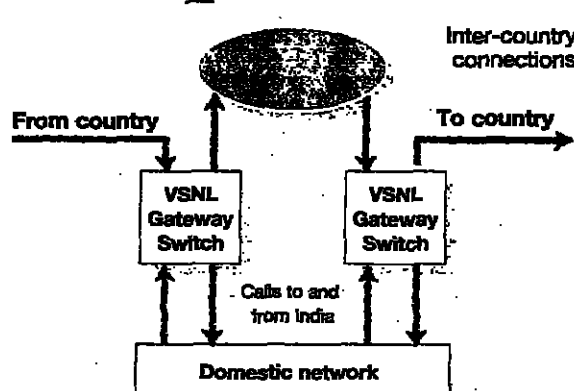 Inter-country
connections
From country
To country
VSNL
Gateway
Switch
VSNL
Gateway
Switch
Calls to and
from India
Domestic network